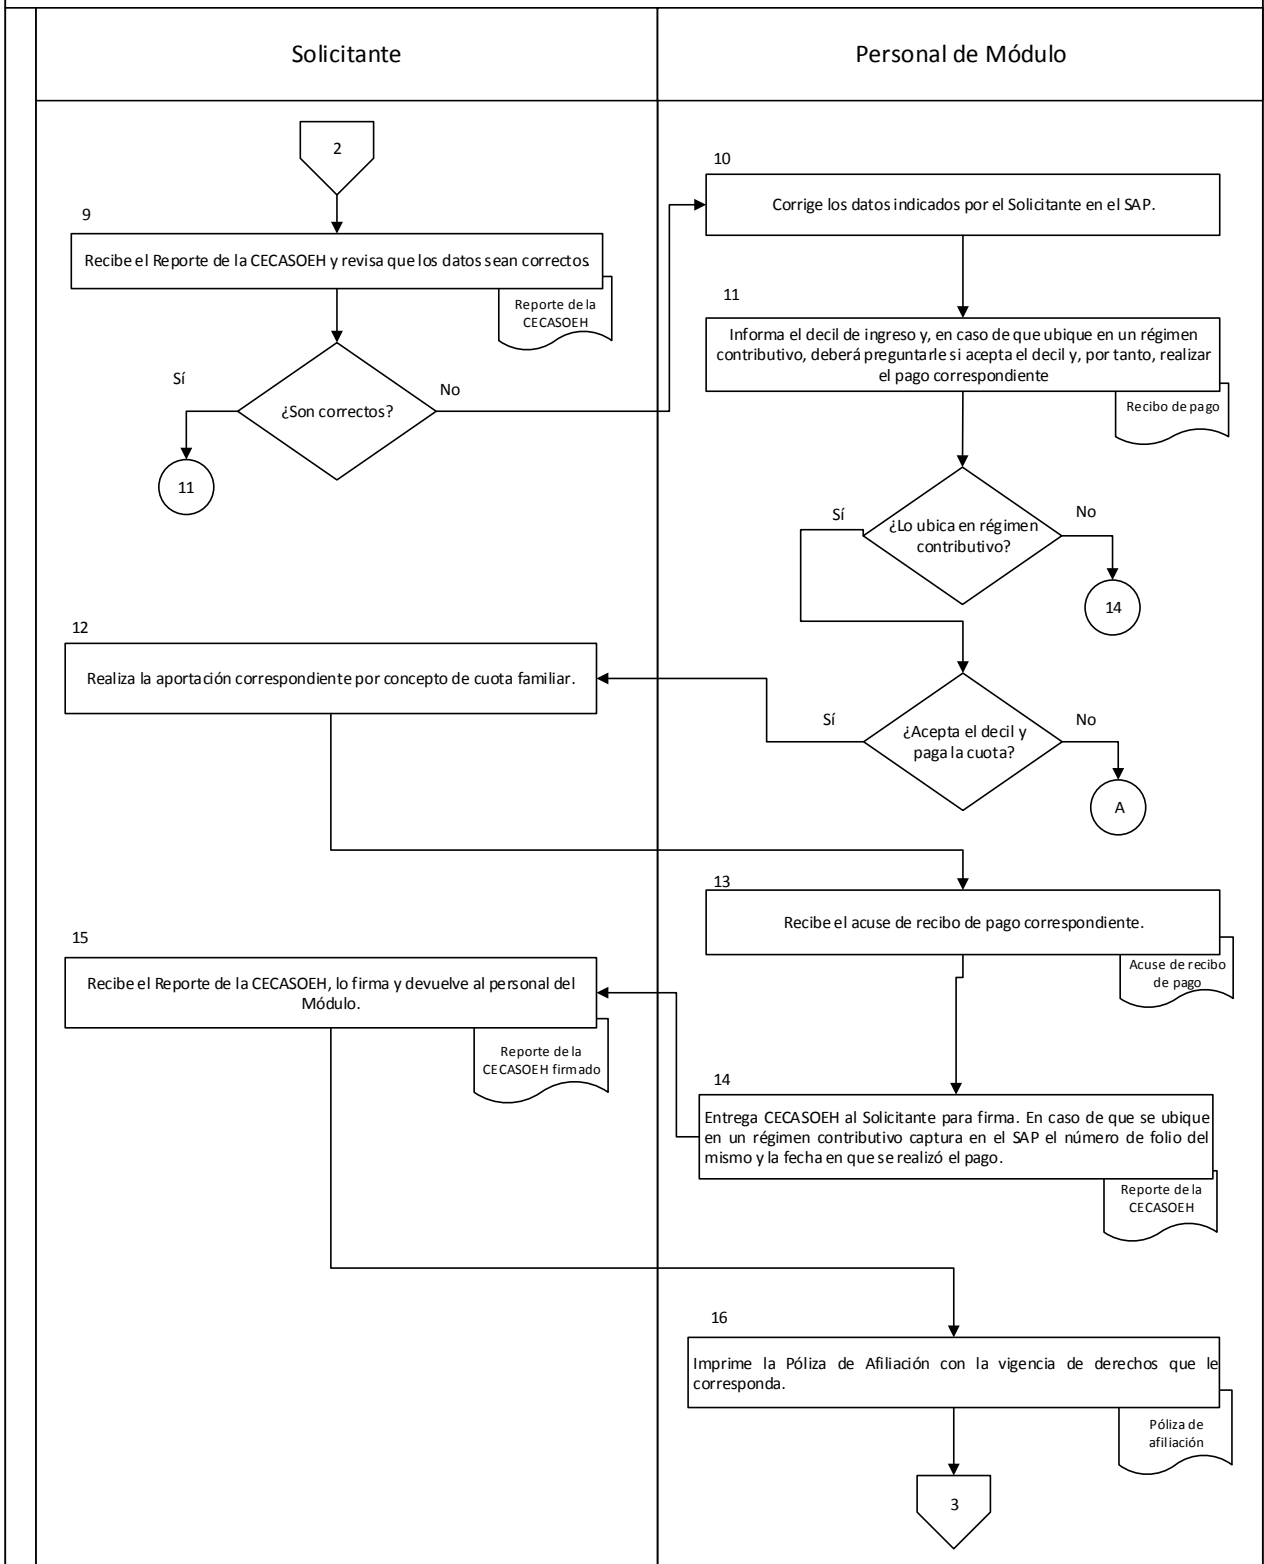 Solicitante
Personal de Módulo
2
9
Recibe el Reporte de la CECASOEH y revisa que los datos sean correctos.
Reporte de la
CECASOEH
¿Son correctos?
Sí
No
11
10
Corrige los datos indicados por el Solicitante en el SAP.
11
Informa el decil de ingreso y, en caso de que ubique en un régimen
contributivo, deberá preguntarle si acepta el decil y, por tanto, realizar
el pago correspondiente
Recibo de pago
¿Lo ubica en régimen
contributivo?
Sí
No
14
12
Realiza la aportación correspondiente por concepto de cuota familiar.
¿Acepta el decil y
paga la cuota?
Sí
No
A
13
Recibe el acuse de recibo de pago correspondiente.
Acuse de recibo
de pago
15
Recibe el Reporte de la CECASOEH, lo firma y devuelve al personal del
Módulo.
Reporte de la
CECASOEH firmado
14
Entrega CECASOEH al Solicitante para firma. En caso de que se ubique
en un régimen contributivo captura en el SAP el número de folio del
mismo y la fecha en que se realizó el pago.
Reporte de la
CECASOEH
16
Imprime la Póliza de Afiliación con la vigencia de derechos que le
corresponda.
Póliza de
afiliación
3